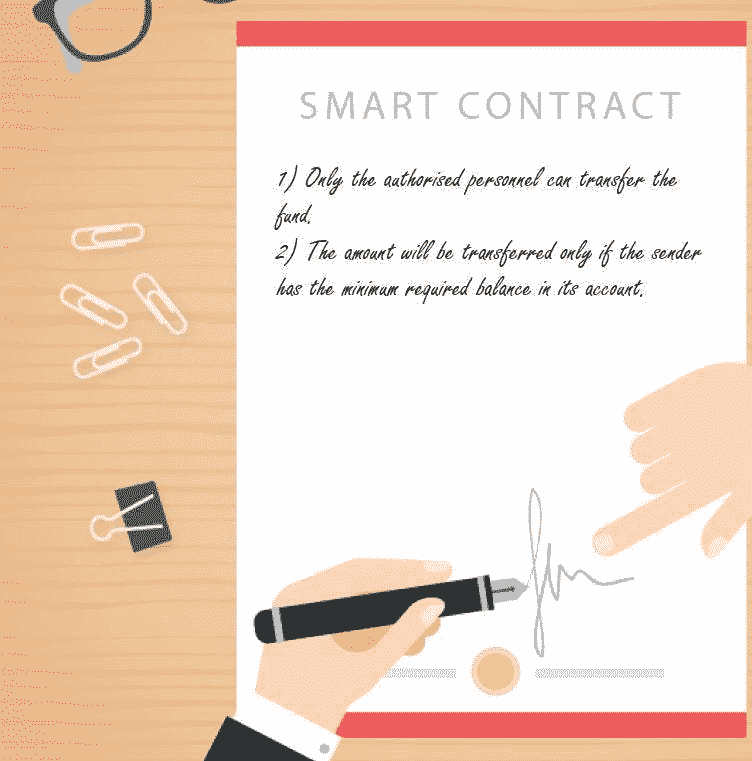 SMART CONTRACT
1) Only the authorised personnel can transfer the
fund.
2) The amount will be transferred only if the sender
has the minimum required balance in its account.